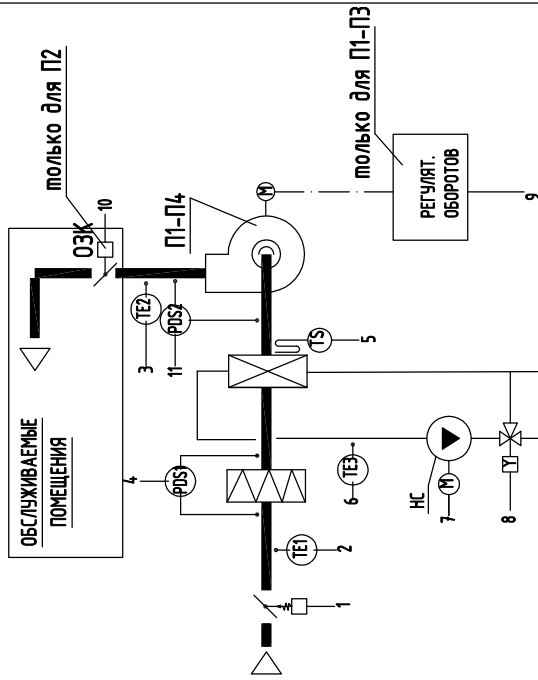 ОБСЛУЖИВАЕМЫЕ
ПОМЕЩЕНИЯ
только для П2
ОЗК
10
П1-П4
только для П1-П3
РЕГУЛЯТ.
ОБОРОТОВ
9
М
TE2
3
PDS2
11
TS
5
4
PDS1
TE3
6
НС
М
7
Y
8
TE1
2
1